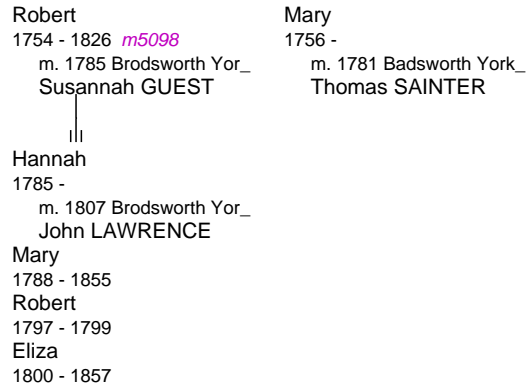 Robert
1754 - 1826 m5098
m. 1785 Brodsworth Yor_
Susannah GUEST
Mary
1756 -
m. 1781 Badsworth York_
Thomas SAINTER
Hannah
1785 -
m. 1807 Brodsworth Yor_
John LAWRENCE
Mary
1788 - 1855
Robert
1797 - 1799
Eliza
1800 - 1857